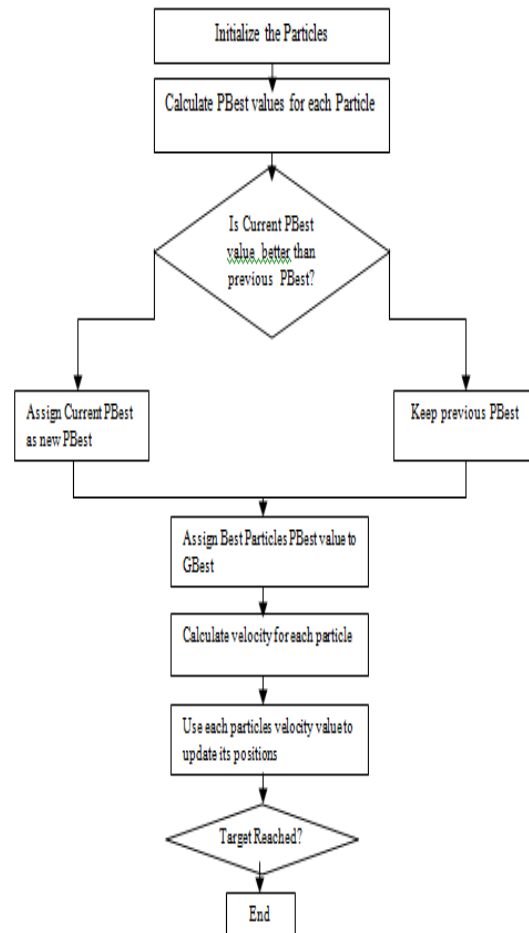 Initialize the Particles
Calculate PBest values for each Particle
Is Current PBest
value better than
previous PBest?
Assign Current PBest
as new PBest
Keep previous PBest
Assign Best Particles PBest value to
GBest
Calculate velocity for each particle
Use each particles velocity value to
update its positions
Target Reached?
End